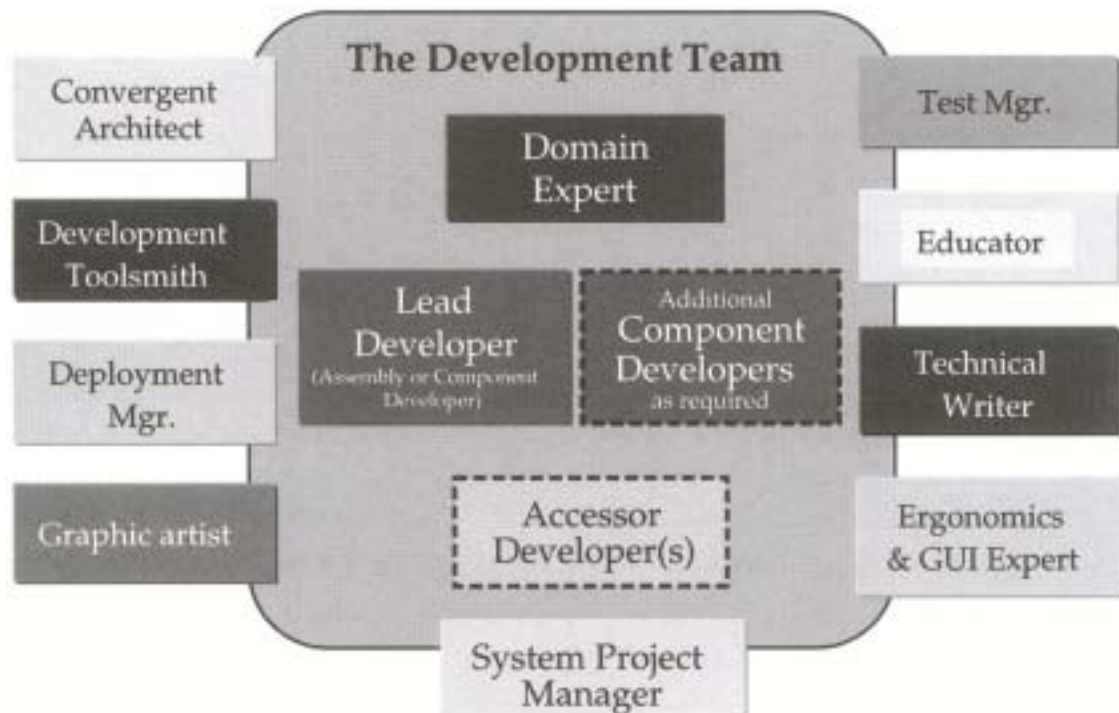 The Development Team
Convergent
Architect
Development
Toolsmith
Deployment
Mgr.
Graphic artist
Domain
Expert
Lead
Developer
(Assembly or Component
Developer)
Additional
Component
Developers
as required
Accessor
Developer(s)
System Project
Manager
Test Mgr.
Educator
Technical
Writer
Ergonomics
& GUI Expert